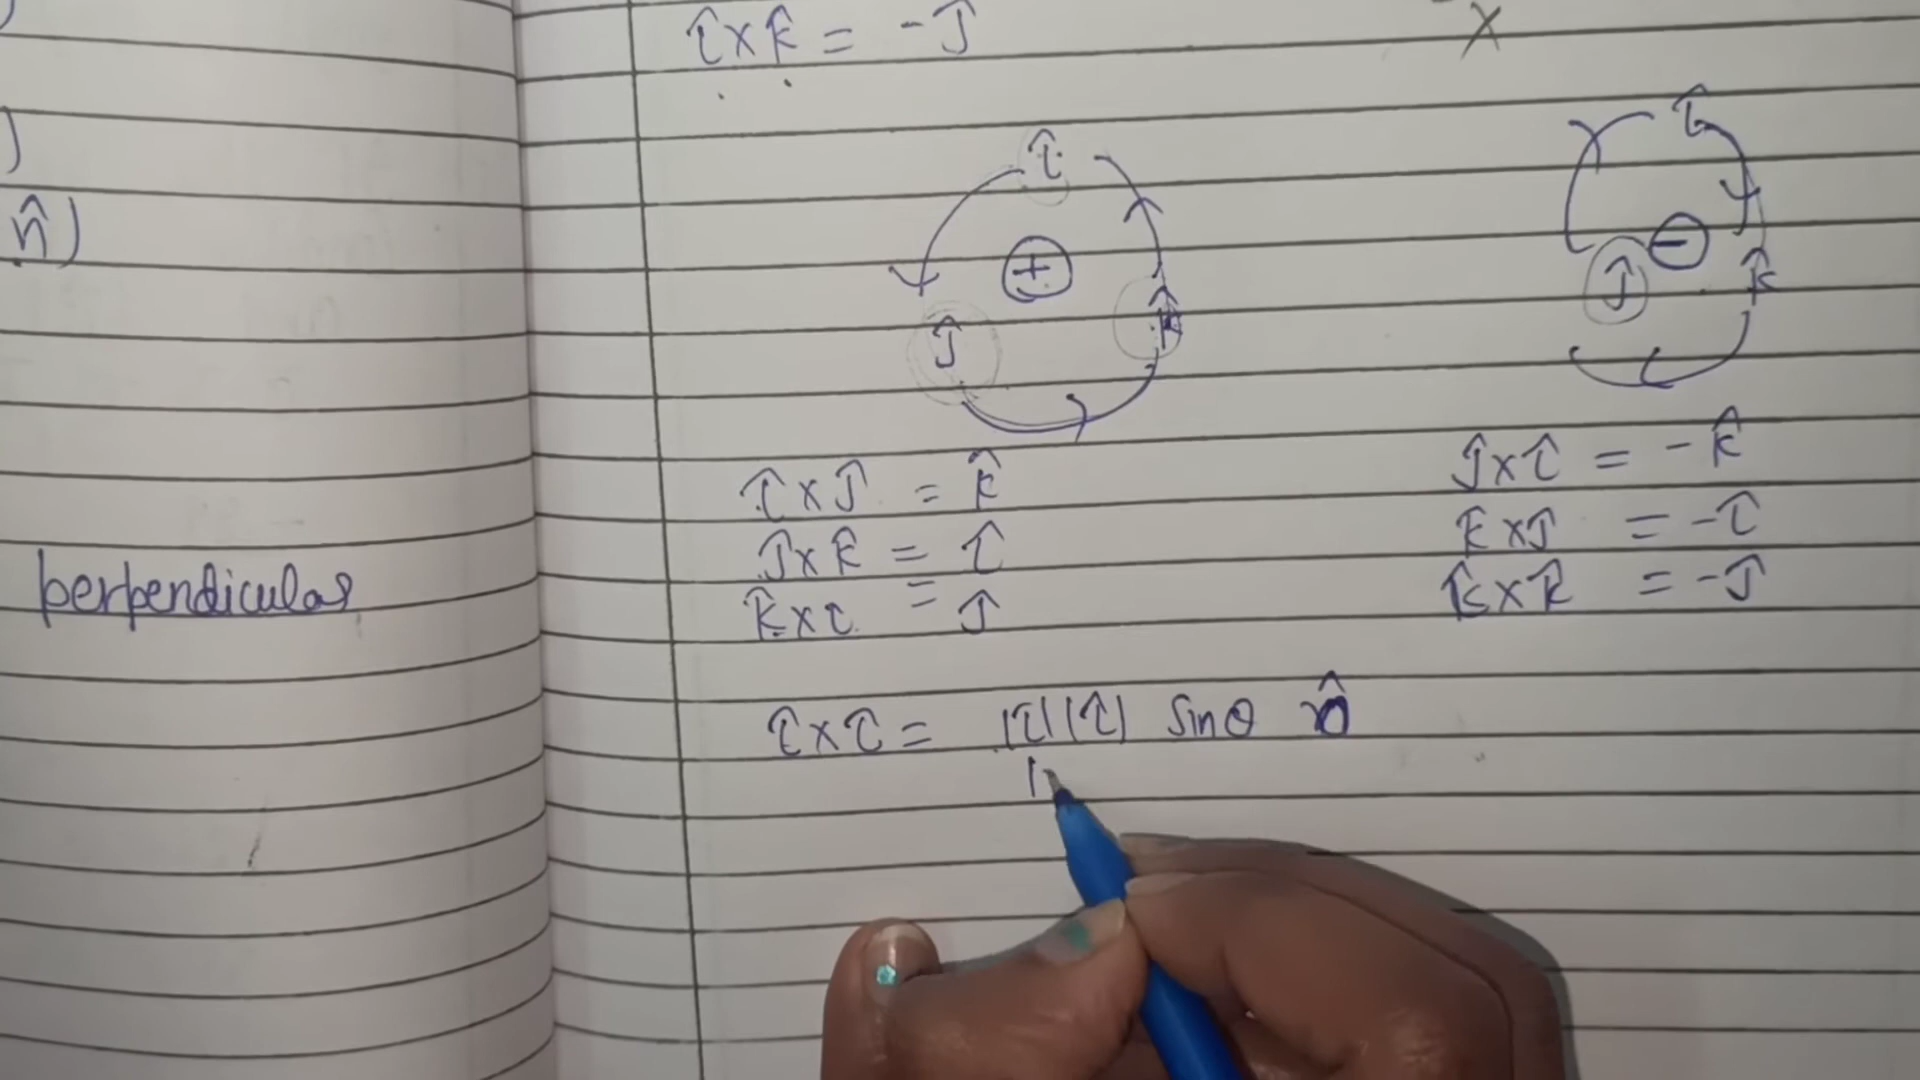 î×k̂ = -ĵ
x
)
n̂)
î
+
ĵ
k̂
î
-
ĵ
k̂
î×ĵ = k̂
ĵ×k̂ = î
k̂×î = ĵ
ĵ×î = -k̂
k̂×ĵ = -î
k̂×k̂ = -ĵ
perpendicular
î×î = |î||î| sinθ n̂
1